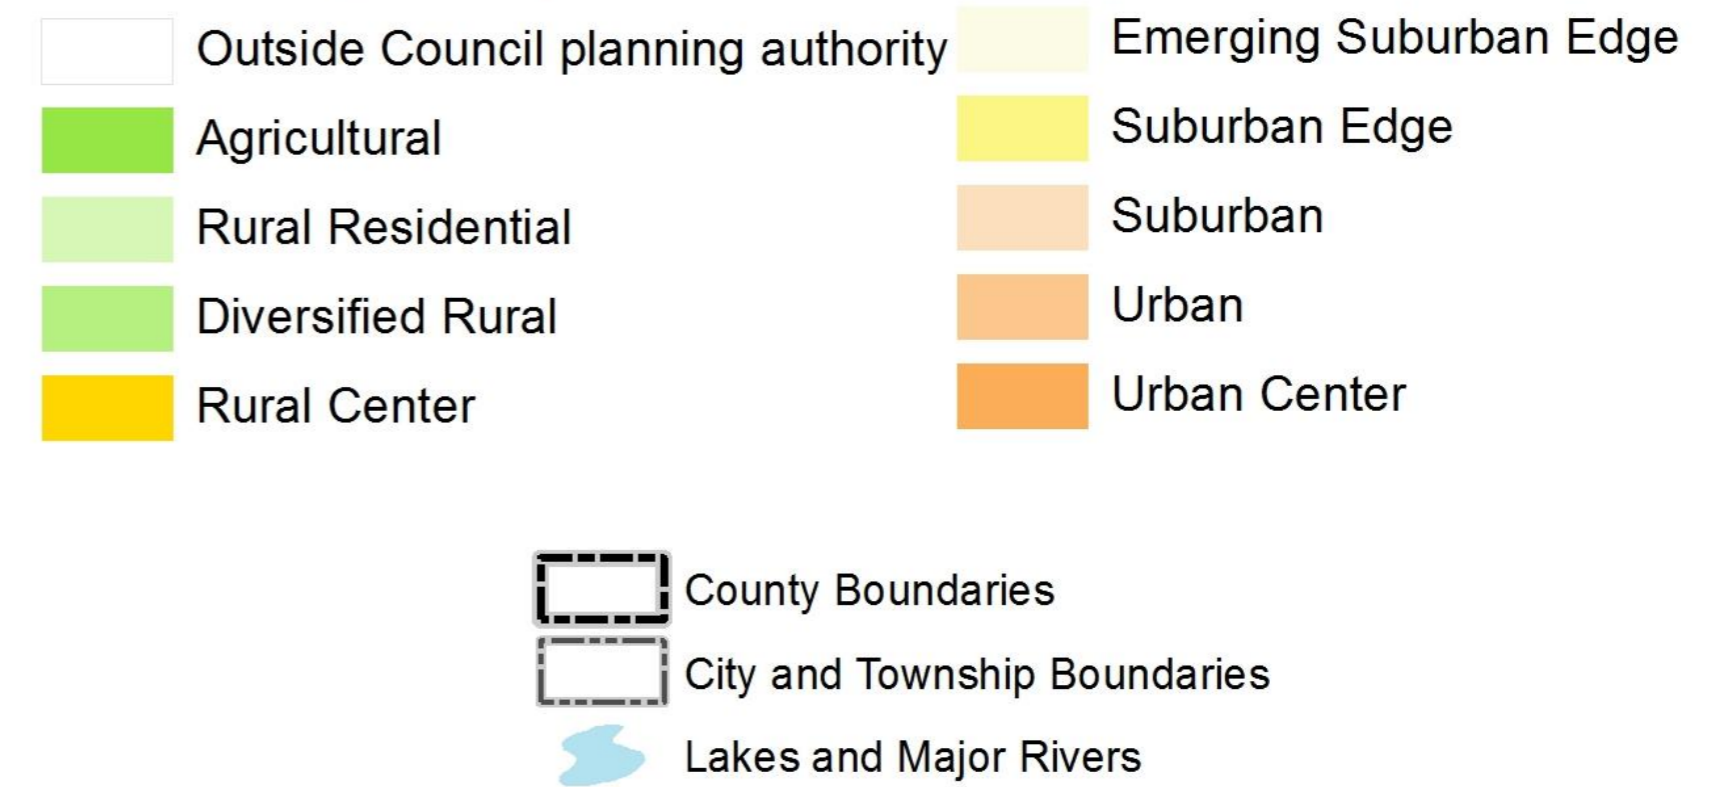 Outside Council planning authority
Agricultural
Rural Residential
Diversified Rural
Rural Center
Emerging Suburban Edge
Suburban Edge
Suburban
Urban
Urban Center
County Boundaries
City and Township Boundaries
Lakes and Major Rivers